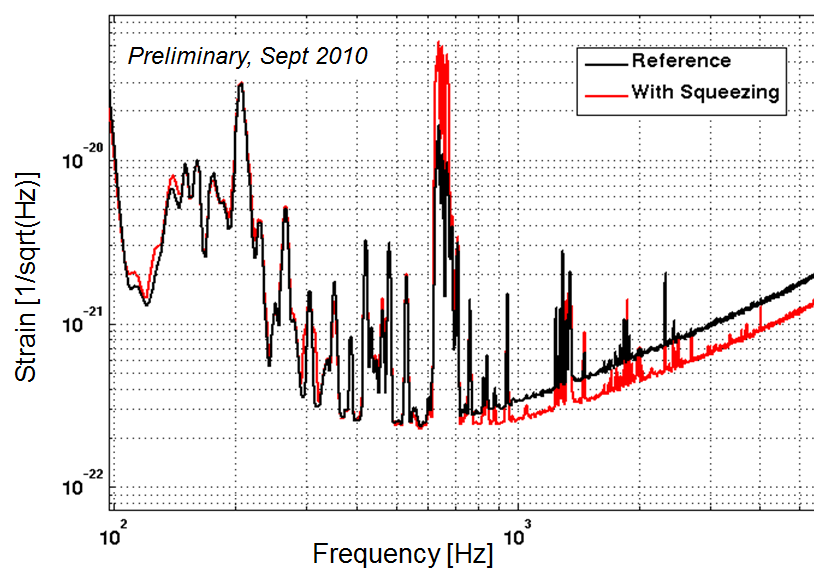 Preliminary, Sept 2010
Reference
With Squeezing
10^-20
10^-21
10^-22
Strain [1/sqrt(Hz)]
10^2
10^3
Frequency [Hz]